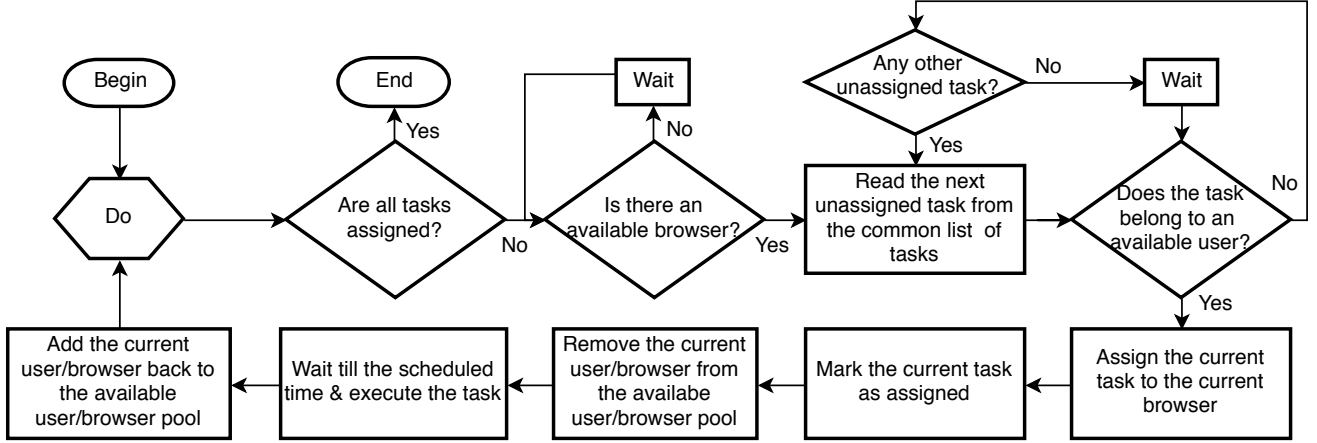 Begin
End
Wait
Any other
unassigned task?
No
Wait
Yes
No
Yes
Do
Are all tasks
assigned?
No
Is there an
available browser?
Yes
Read the next
unassigned task from
the common list of
tasks
Does the task
belong to an
available user?
No
Yes
Add the current
user/browser back to
the available
user/browser pool
Wait till the scheduled
time & execute the task
Remove the current
user/browser from
the availabe
user/browser pool
Mark the current task
as assigned
Assign the current
task to the current
browser